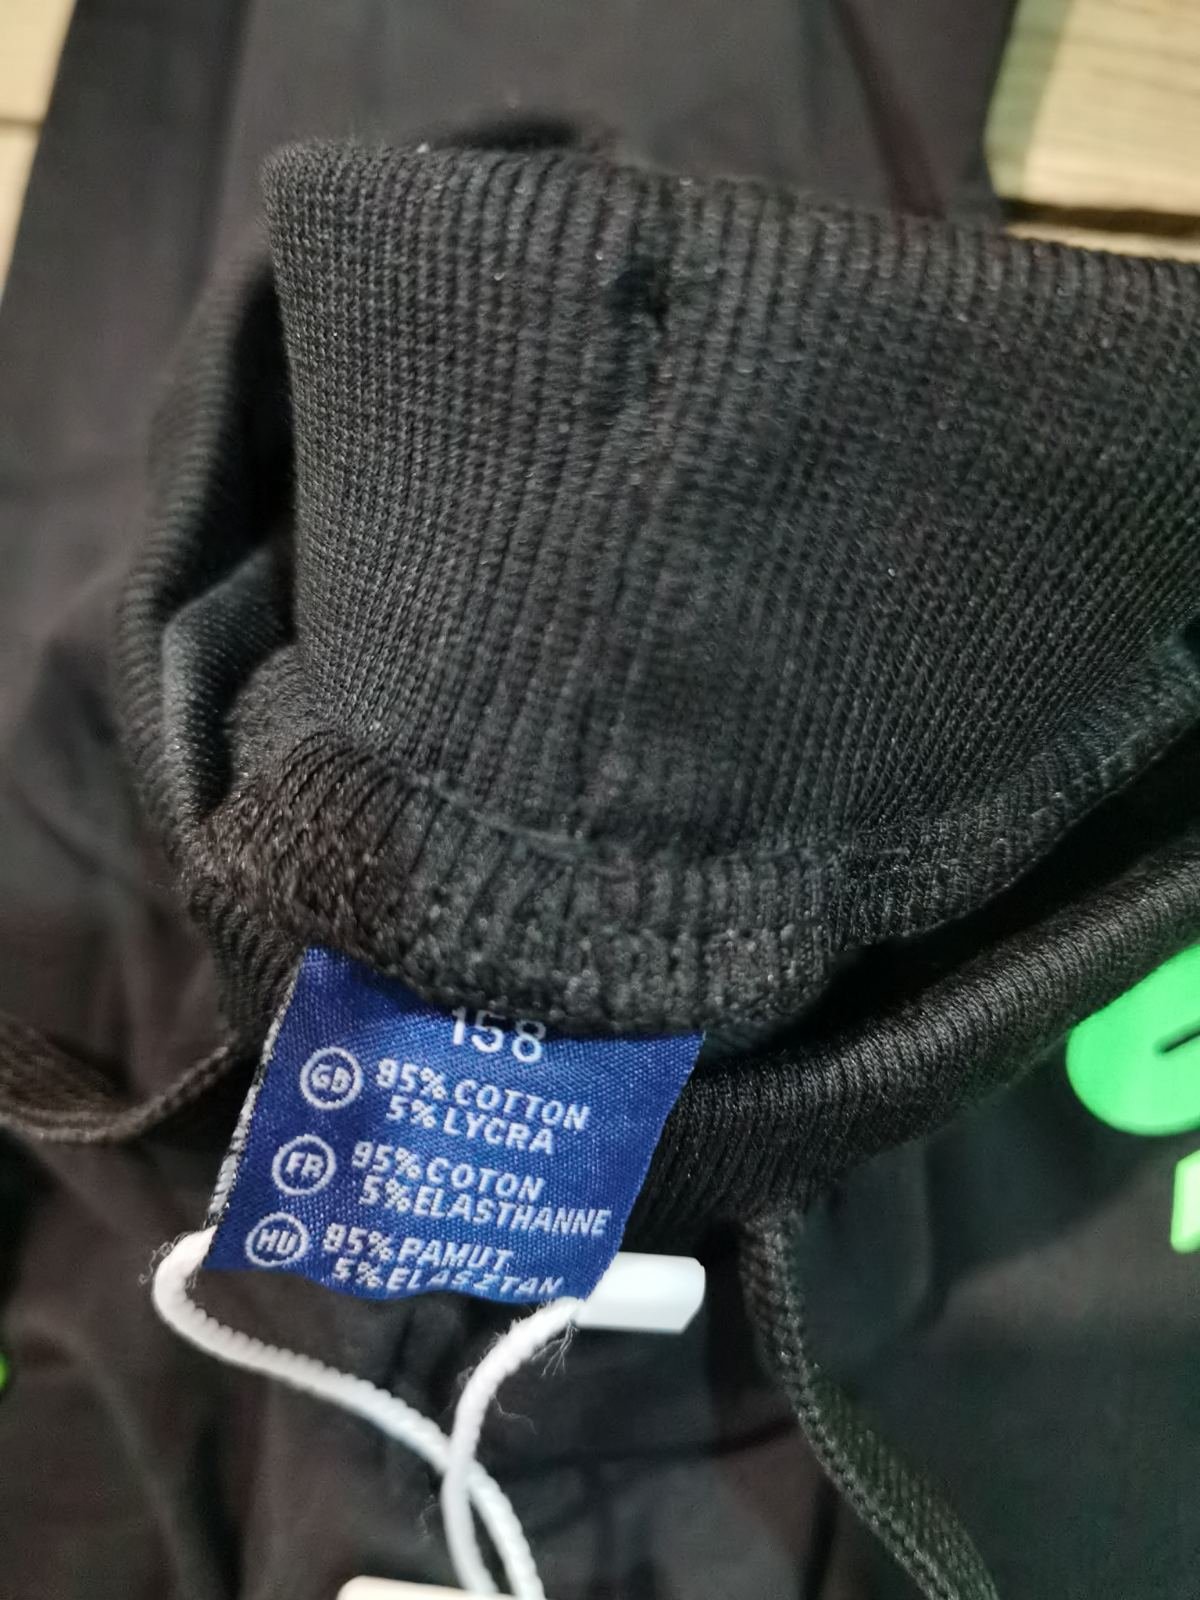 158
GB 95% COTTON
5% LYCRA
FR 95% COTON
5% ELASTHANNE
HU 95% PAMUT
5% ELASZTAN